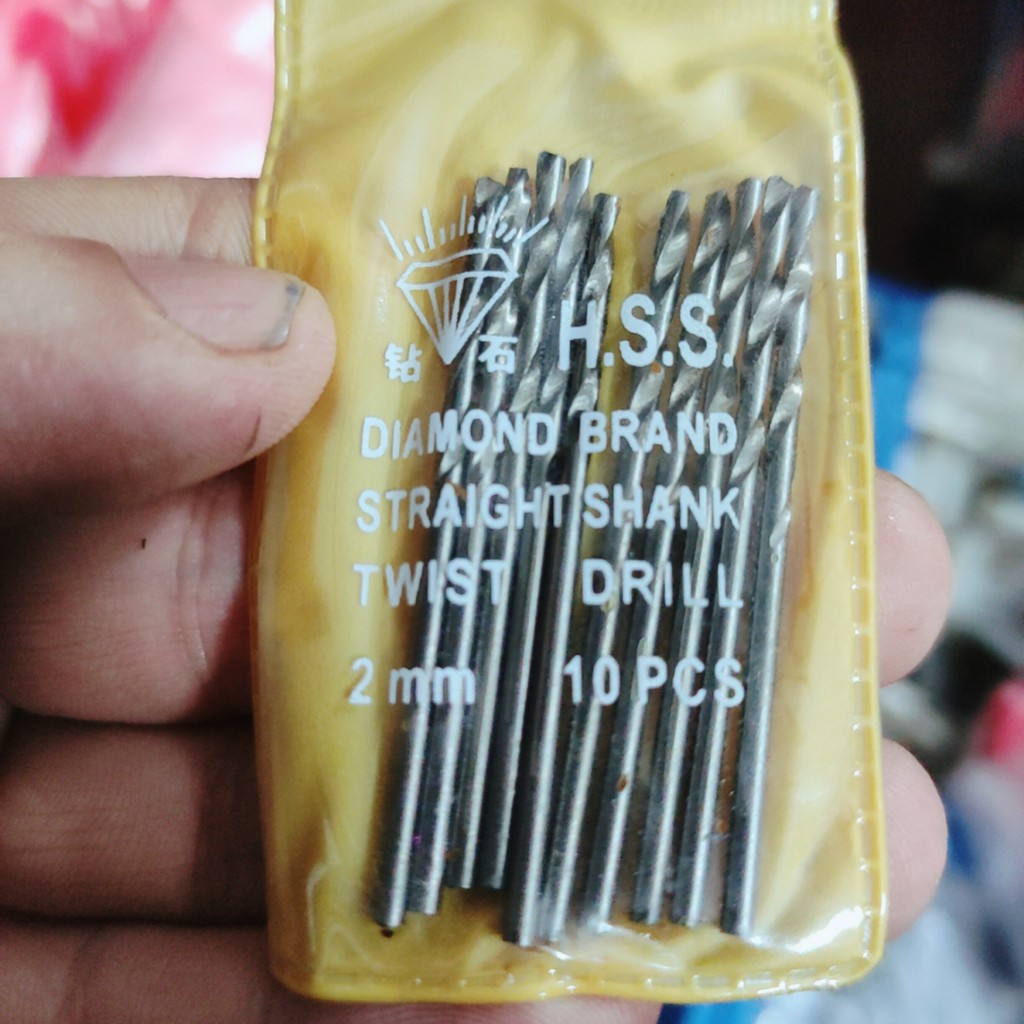 钻石 H.S.S.
DIAMOND BRAND
STRAIGHT SHANK
TWIST DRILL
2 mm 10 PCS